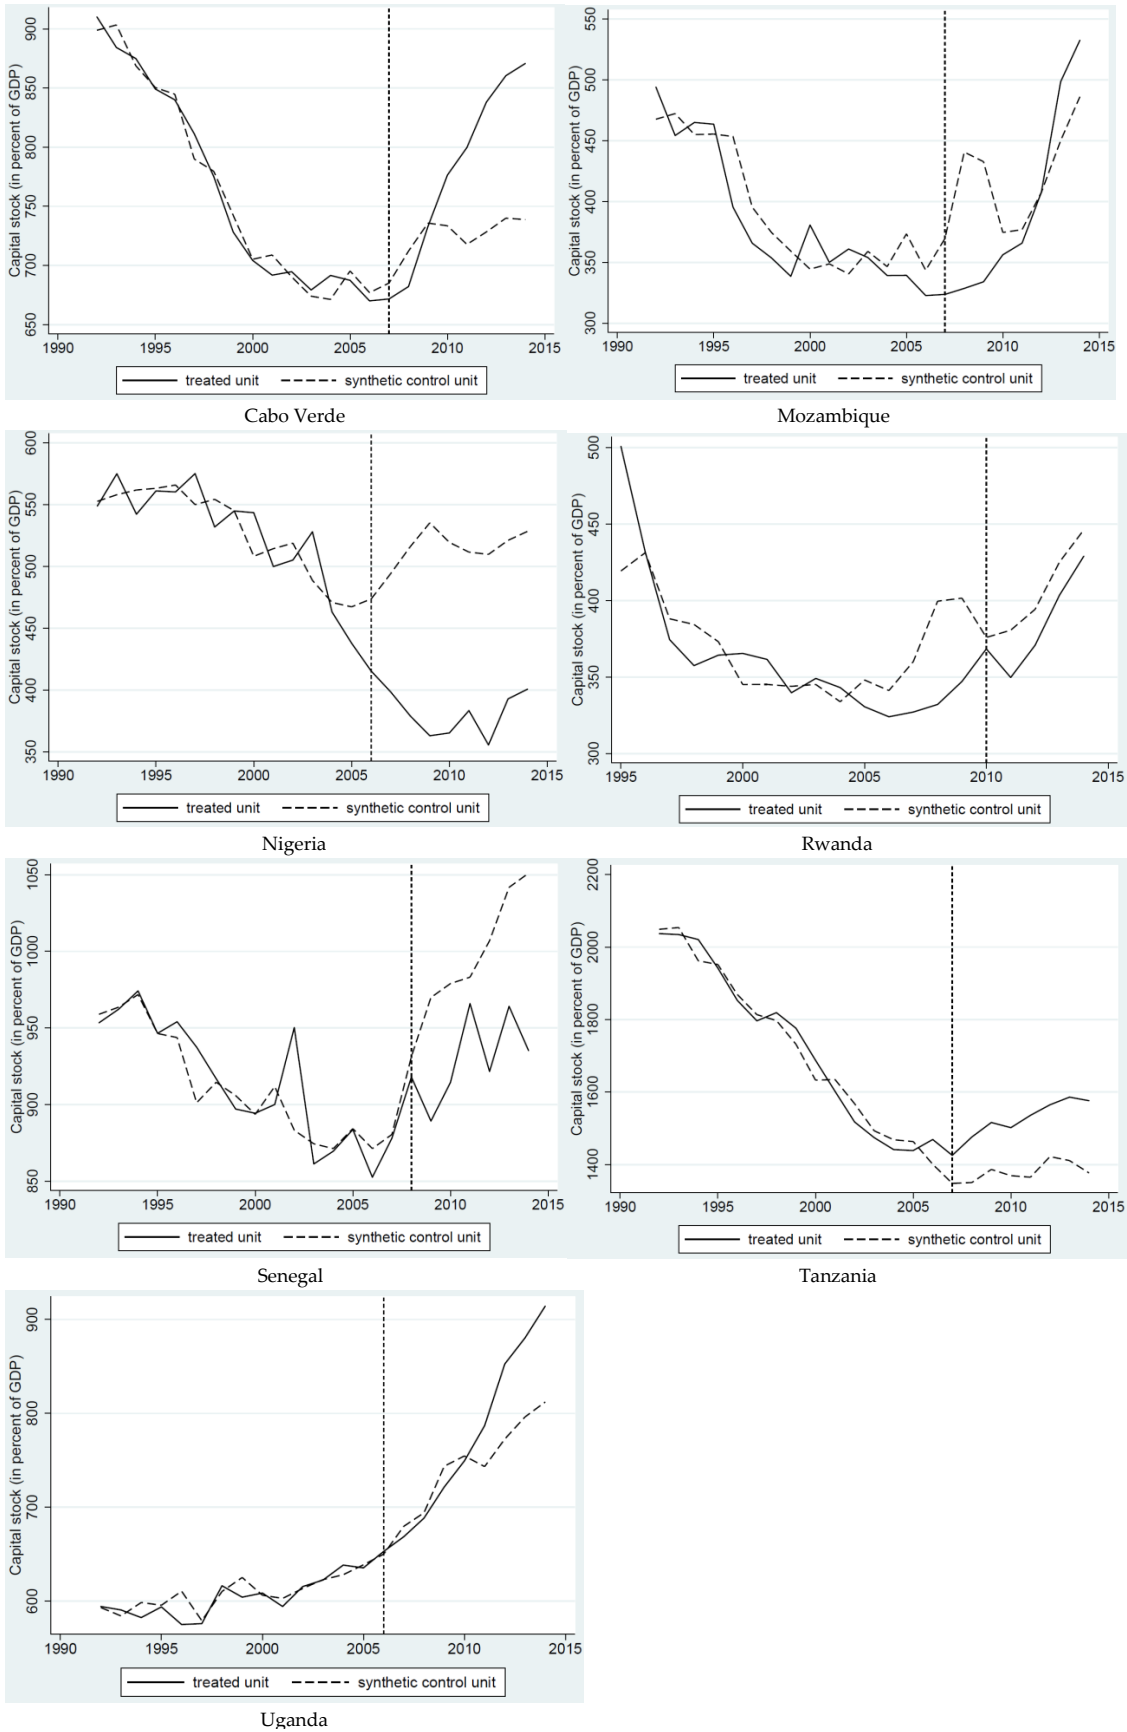 Capital stock (in percent of GDP)
900
850
800
750
700
650
1990 1995 2000 2005 2010 2015
treated unit synthetic control unit
Cabo Verde
Capital stock (in percent of GDP)
550
500
450
400
350
300
1990 1995 2000 2005 2010 2015
treated unit synthetic control unit
Mozambique
Capital stock (in percent of GDP)
600
550
500
450
400
350
1990 1995 2000 2005 2010 2015
treated unit synthetic control unit
Nigeria
Capital stock (in percent of GDP)
500
450
400
350
300
1995 2000 2005 2010 2015
treated unit synthetic control unit
Rwanda
Capital stock (in percent of GDP)
1050
1000
950
900
850
1990 1995 2000 2005 2010 2015
treated unit synthetic control unit
Senegal
Capital stock (in percent of GDP)
2200
2000
1800
1600
1400
1990 1995 2000 2005 2010 2015
treated unit synthetic control unit
Tanzania
Capital stock (in percent of GDP)
900
800
700
600
1990 1995 2000 2005 2010 2015
treated unit synthetic control unit
Uganda